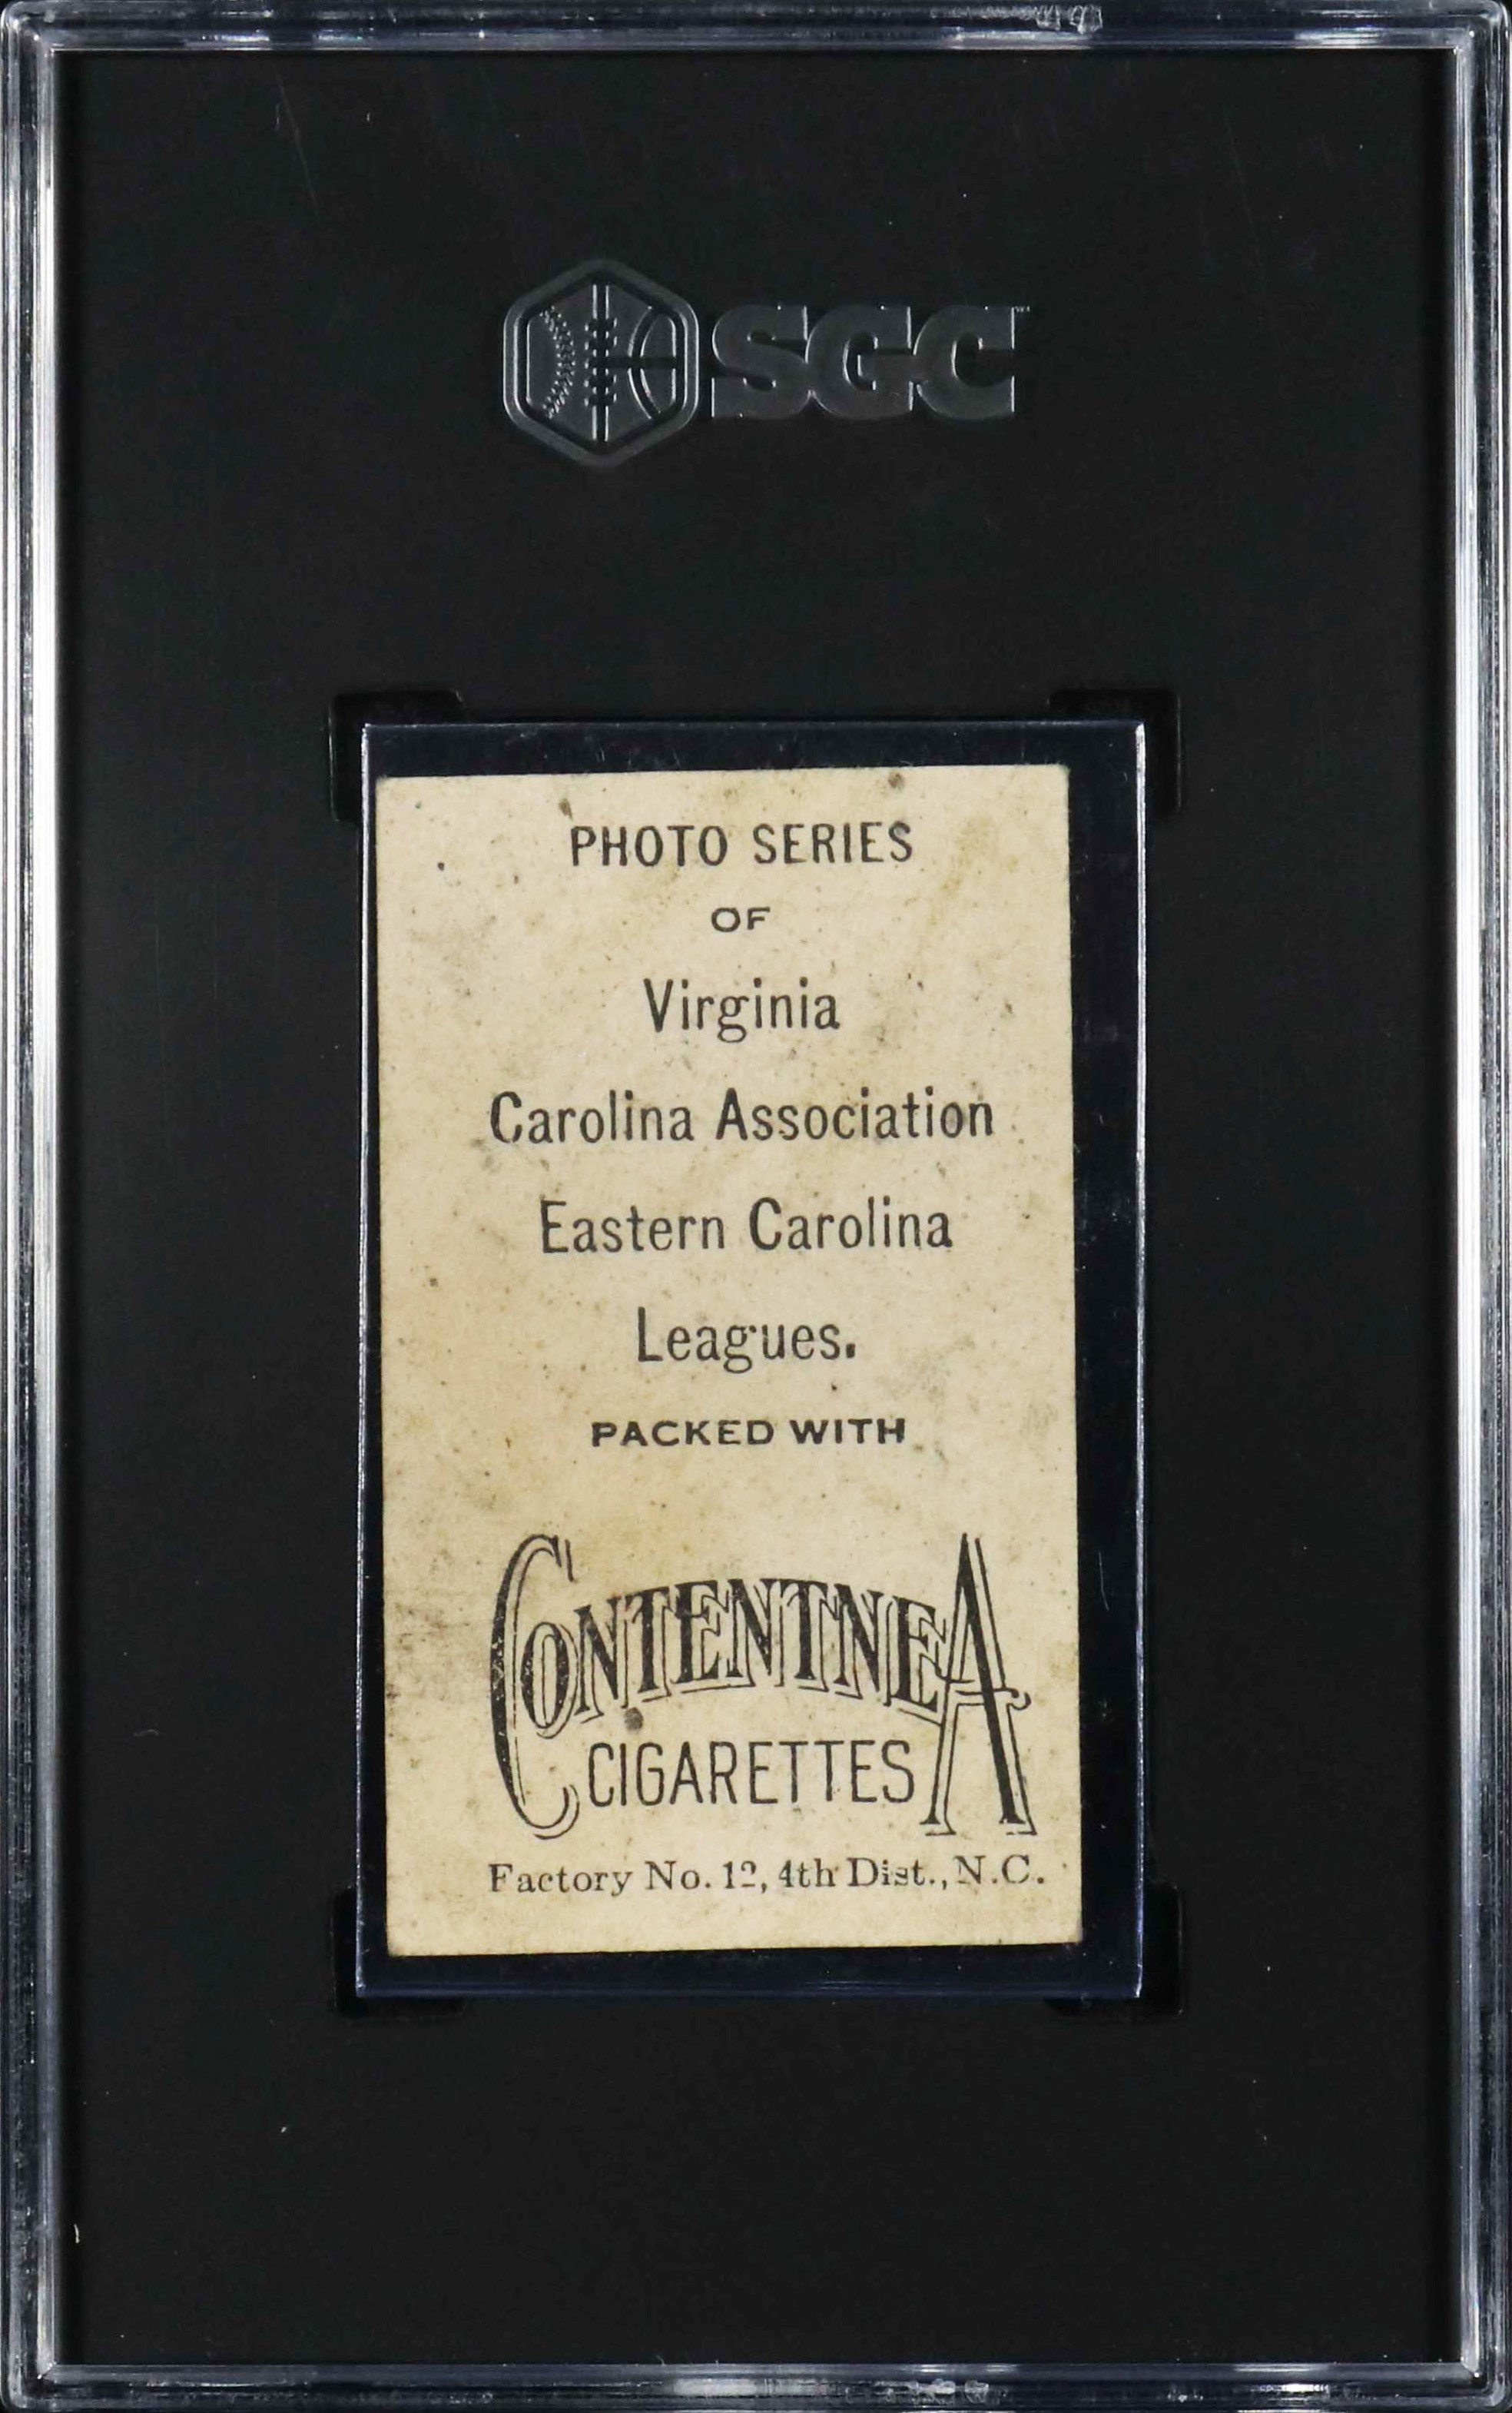 SGC
PHOTO SERIES
OF
Virginia
Carolina Association
Eastern Carolina
Leagues.
PACKED WITH
CONTENTNEA
CIGARETTES
Factory No. 12, 4th Dist., N.C.